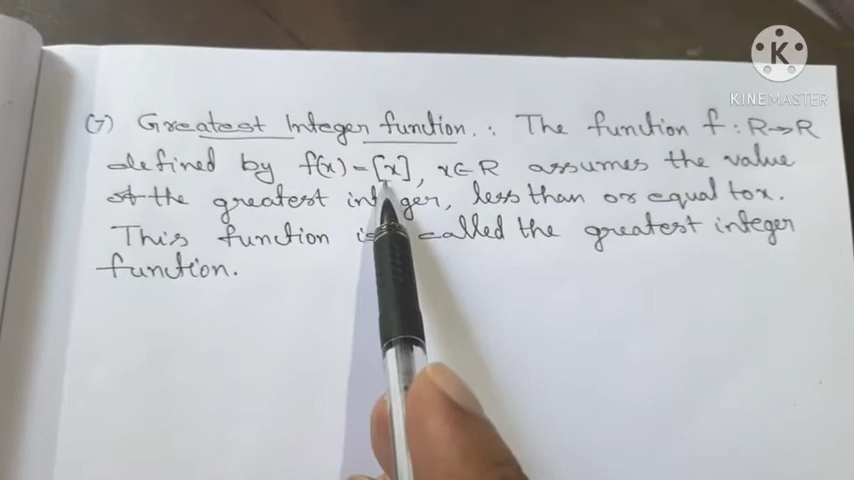 KINEMASTER
(7) Greatest Integer function. : The function f : R→R
defined by f(x) = [x], x∈R assumes the value
of the greatest integer, less than or equal to x.
This function is called the greatest integer
function.